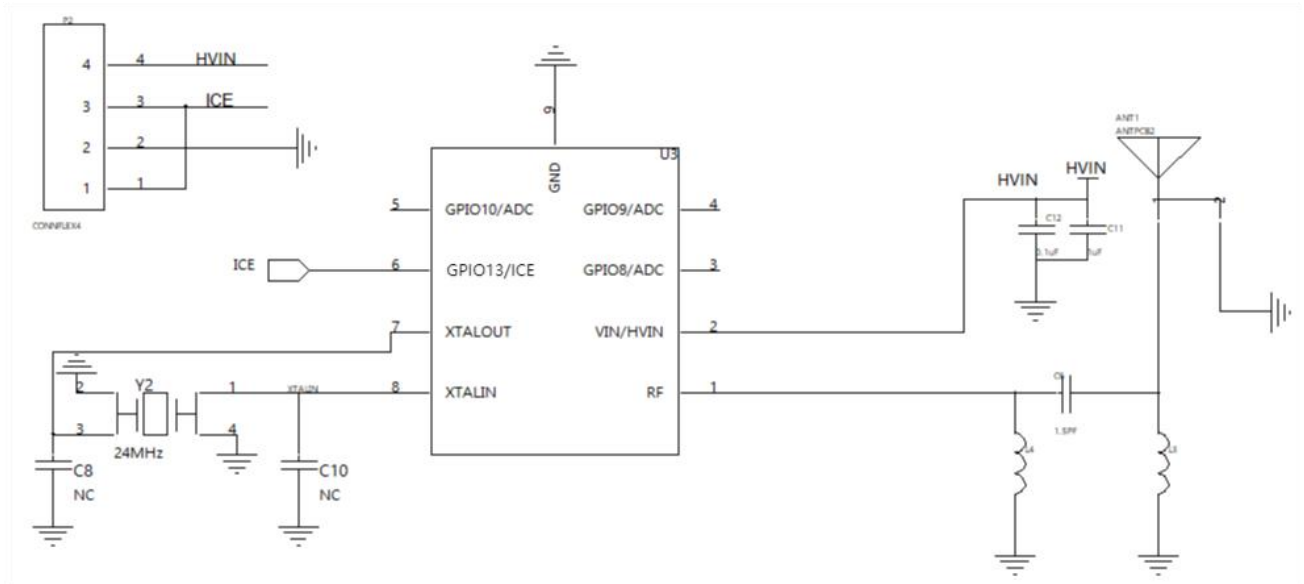 P2
4 4 HVIN
3 3 ICE
2 2
1 1
CONNFLEX4
9
GND
U3
5 GPIO10/ADC GPIO9/ADC 4
ICE 6 GPIO13/ICE GPIO8/ADC 3
7 XTALOUT VIN/HVIN 2
8 XTALIN RF 1
2 Y2 1 XTALIN
3 4
24MHz
C8
NC
C10
NC
HVIN HVIN
C12 C11
0.1uF 1uF
ANT1
ANTPCB2
1 2
1.5PF
L4